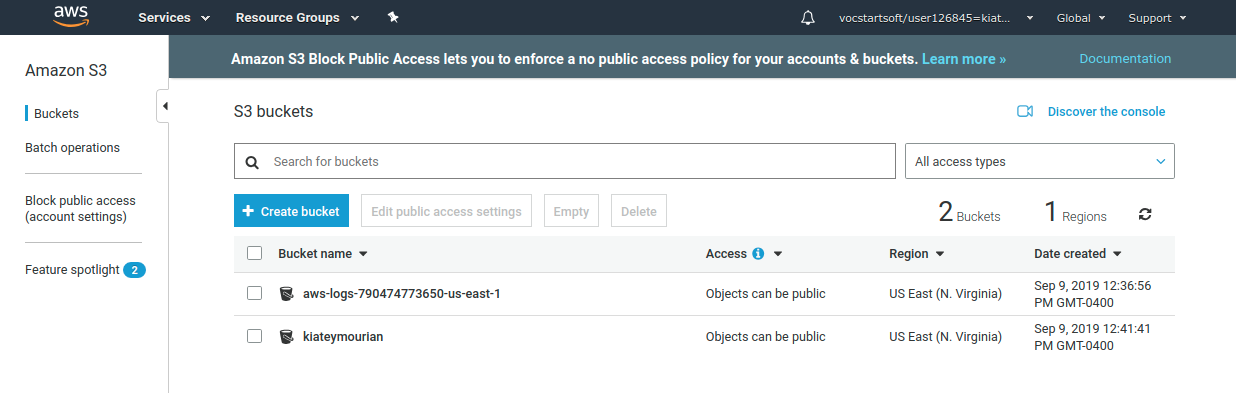 aws
Services
Resource Groups
vocstartsoft/user126845=kiat...
Global
Support
Amazon S3
Buckets
Batch operations
Block public access
(account settings)
Feature spotlight 2
Amazon S3 Block Public Access lets you to enforce a no public access policy for your accounts & buckets. Learn more »
Documentation
S3 buckets
Discover the console
Search for buckets
All access types
+ Create bucket
Edit public access settings
Empty
Delete
2 Buckets
1 Regions
Bucket name
Access
Region
Date created
aws-logs-790474773650-us-east-1
Objects can be public
US East (N. Virginia)
Sep 9, 2019 12:36:56
PM GMT-0400
kiateymourian
Objects can be public
US East (N. Virginia)
Sep 9, 2019 12:41:41
PM GMT-0400